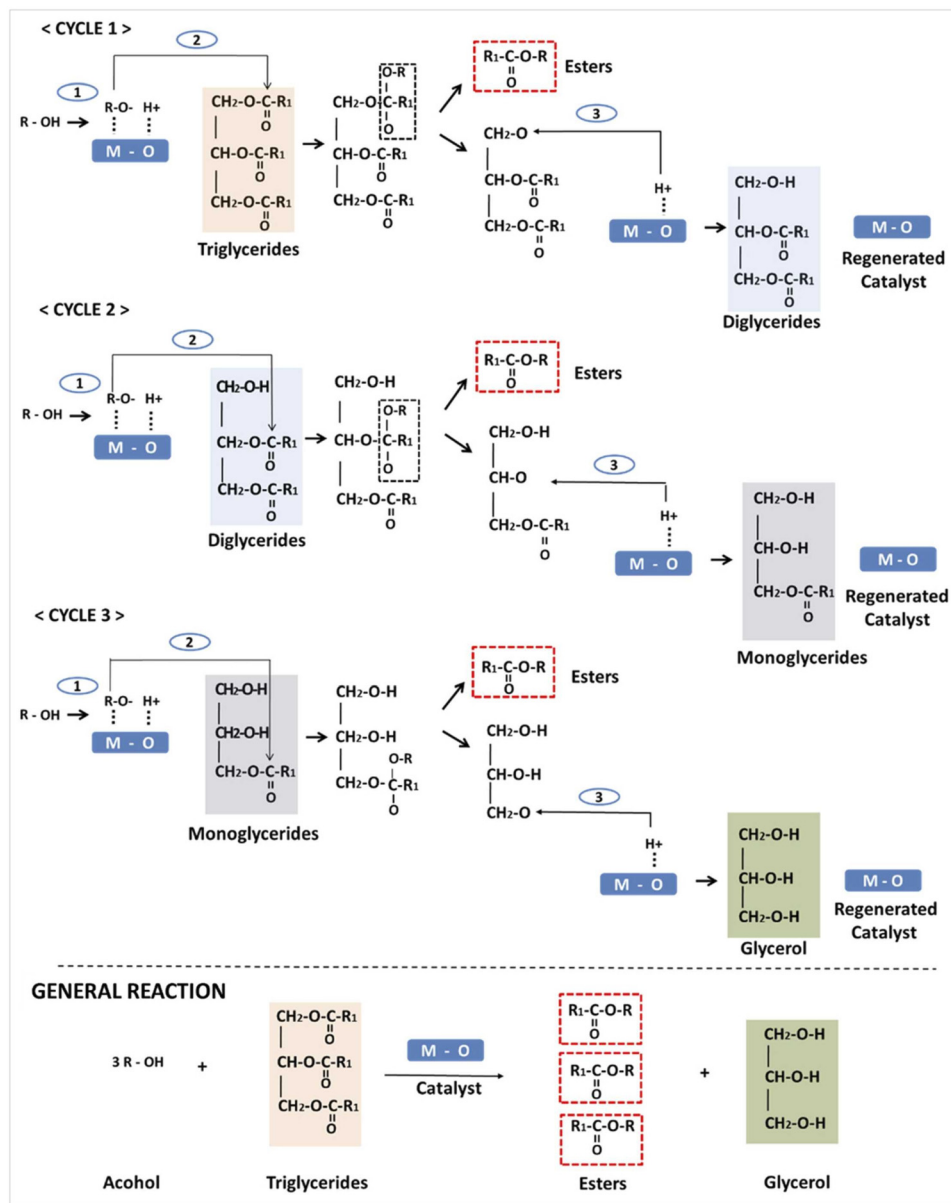 < CYCLE 1 >
2
1
R - OH
R-O- H+
M - O
CH₂-O-C-R₁
O
CH-O-C-R₁
O
CH₂-O-C-R₁
O
Triglycerides
O-R
CH₂-O-C-R₁
O
CH-O-C-R₁
O
CH₂-O-C-R₁
O
R₁-C-O-R
O
Esters
CH₂-O
CH-O-C-R₁
O
CH₂-O-C-R₁
O
3
H+
M - O
CH₂-O-H
CH-O-C-R₁
O
CH₂-O-C-R₁
O
Diglycerides
M - O
Regenerated
Catalyst
< CYCLE 2 >
2
1
R - OH
R-O- H+
M - O
CH₂-O-H
CH₂-O-C-R₁
O
CH₂-O-C-R₁
O
Diglycerides
CH₂-O-H
O-R
CH-O-C-R₁
O
CH₂-O-C-R₁
O
R₁-C-O-R
O
Esters
CH₂-O-H
CH-O
CH₂-O-C-R₁
O
3
H+
M - O
CH₂-O-H
CH-O-H
CH₂-O-C-R₁
O
Monoglycerides
M - O
Regenerated
Catalyst
< CYCLE 3 >
2
1
R - OH
R-O- H+
M - O
CH₂-O-H
CH₂-O-H
CH₂-O-C-R₁
O
Monoglycerides
CH₂-O-H
CH₂-O-H
O-R
CH₂-O-C-R₁
O
R₁-C-O-R
O
Esters
CH₂-O-H
CH-O-H
CH₂-O
3
H+
M - O
CH₂-O-H
CH-O-H
CH₂-O-H
Glycerol
M - O
Regenerated
Catalyst
GENERAL REACTION
3 R - OH
+
CH₂-O-C-R₁
O
CH-O-C-R₁
O
CH₂-O-C-R₁
O
M - O
Catalyst
R₁-C-O-R
O
R₁-C-O-R
O
R₁-C-O-R
O
+
CH₂-O-H
CH-O-H
CH₂-O-H
Acohol
Triglycerides
Esters
Glycerol